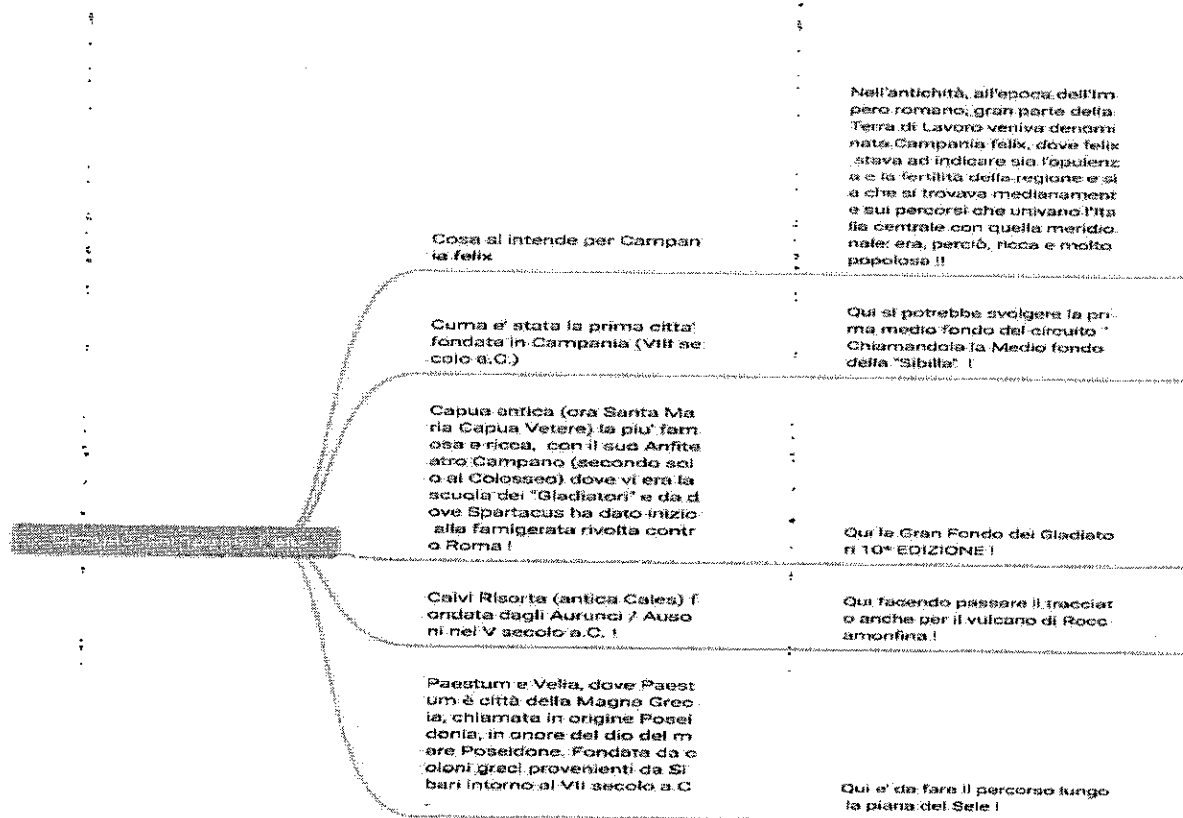 Nell'antichità, all'epoca dell'Im
pero romano, gran parte della
Terra di Lavoro veniva denomi
nata Campania felix, dove felix
stava ad indicare sia l'opulenz
a e la fertilità della regione e si
a che si trovava medianament
e sui percorsi che univano l'Ita
lia centrale con quella meridio
nale: era, perciò, ricca e molto
popolosa !!
Cosa si intende per Campan
ia felix
Qui si potrebbe svolgere la pri
ma medio fondo del circuito "
Chiamandola la Medio fondo
della "Sibilla" !
Cuma e' stata la prima citta'
fondata in Campania (VIII se
colo a.C.)
Capua antica (ora Santa Ma
ria Capua Vetere) la piu' fam
osa e ricca, con il suo Anfite
atro Campano (secondo sol
o al Colosseo) dove vi era la
scuola dei "Gladiatori" e da d
ove Spartacus ha dato inizio
alla famigerata rivolta contr
o Roma !
Qui la Gran Fondo dei Gladiato
ri 10* EDIZIONE !
Calvi Risorta (antica Cales) f
ondata dagli Aurunci / Auso
ni nel V secolo a.C. !
Qui facendo passare il tracciat
o anche per il vulcano di Rocc
amonfina !
Paestum e Velia, dove Paest
um è città della Magna Grec
ia, chiamata in origine Posei
donia, in onore del dio del m
are Poseidone. Fondata da c
oloni greci provenienti da Si
bari intorno al VII secolo a.C
Qui e' da fare il percorso lungo
la piana del Sele !